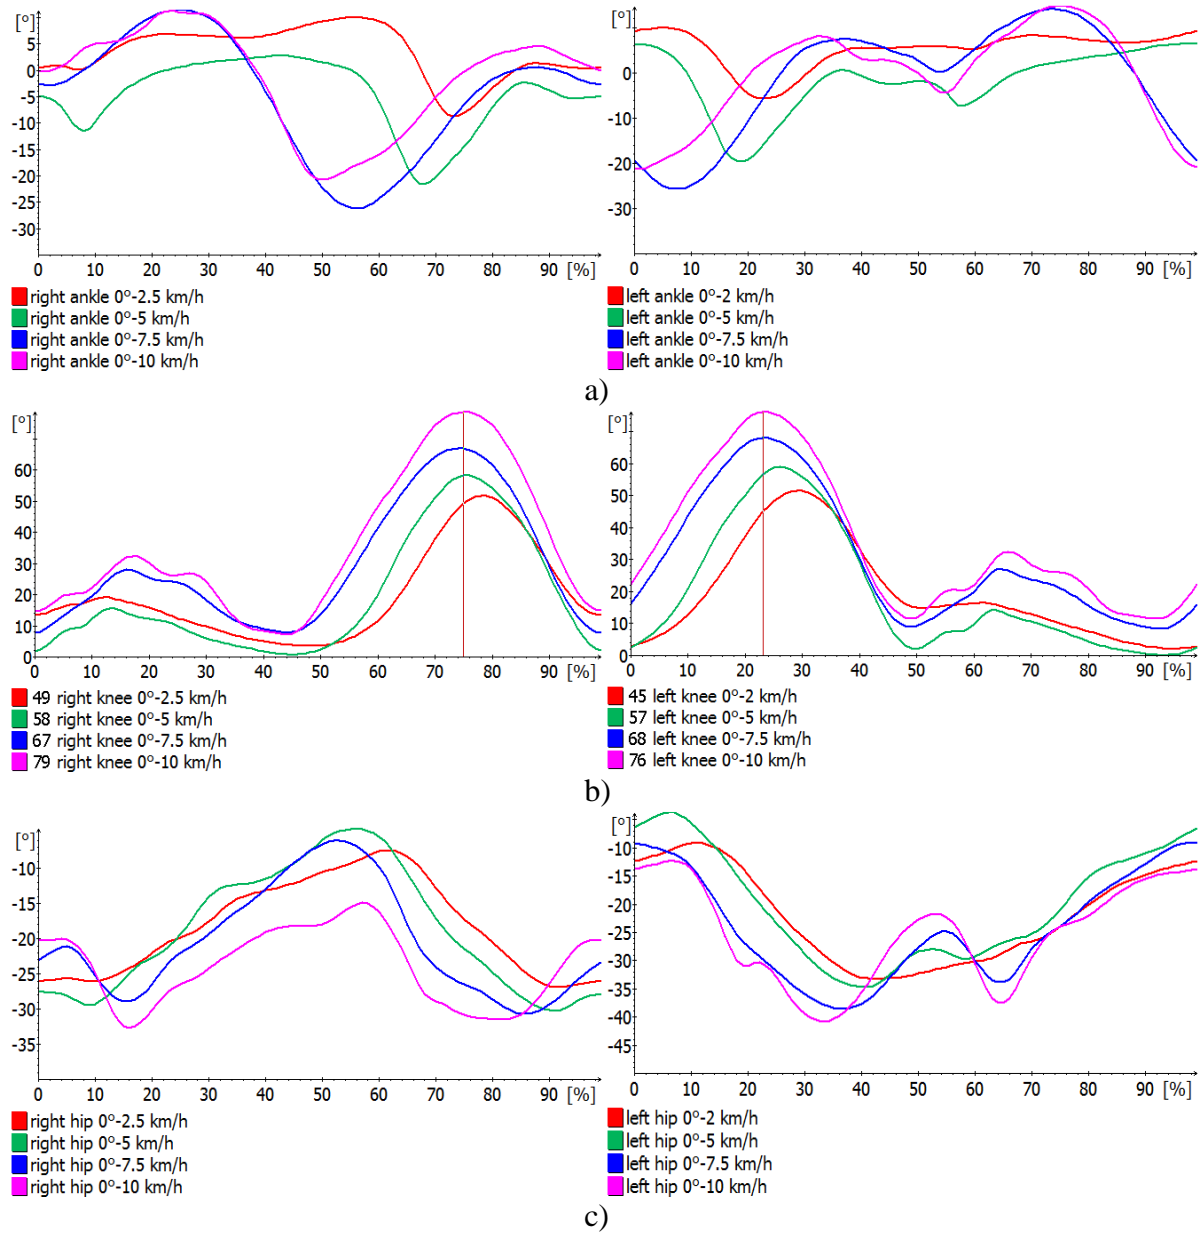 [°]
5
0
-5
-10
-15
-20
-25
-30
0 10 20 30 40 50 60 70 80 90 [%]
right ankle 0°-2.5 km/h
right ankle 0°-5 km/h
right ankle 0°-7.5 km/h
right ankle 0°-10 km/h
[°]
0
-10
-20
-30
0 10 20 30 40 50 60 70 80 90 [%]
left ankle 0°-2 km/h
left ankle 0°-5 km/h
left ankle 0°-7.5 km/h
left ankle 0°-10 km/h
a)
[°]
60
50
40
30
20
10
0
0 10 20 30 40 50 60 70 80 90 [%]
49 right knee 0°-2.5 km/h
58 right knee 0°-5 km/h
67 right knee 0°-7.5 km/h
79 right knee 0°-10 km/h
[°]
60
50
40
30
20
10
0
0 10 20 30 40 50 60 70 80 90 [%]
45 left knee 0°-2 km/h
57 left knee 0°-5 km/h
68 left knee 0°-7.5 km/h
76 left knee 0°-10 km/h
b)
[°]
-10
-15
-20
-25
-30
-35
0 10 20 30 40 50 60 70 80 90 [%]
right hip 0°-2.5 km/h
right hip 0°-5 km/h
right hip 0°-7.5 km/h
right hip 0°-10 km/h
[°]
-10
-15
-20
-25
-30
-35
-40
-45
0 10 20 30 40 50 60 70 80 90 [%]
left hip 0°-2 km/h
left hip 0°-5 km/h
left hip 0°-7.5 km/h
left hip 0°-10 km/h
c)